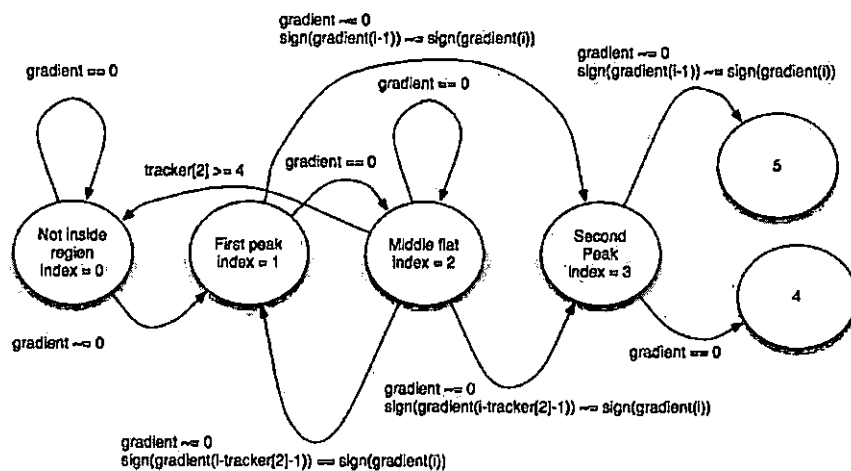 gradient ~= 0
sign(gradient(i-1)) ~= sign(gradient(i))
gradient ~= 0
sign(gradient(i-1)) ~= sign(gradient(i))
gradient == 0
gradient == 0
tracker[2] >= 4
gradient == 0
5
Not inside
region
index = 0
First peak
index = 1
Middle flat
index = 2
Second
Peak
index = 3
4
gradient ~= 0
gradient == 0
gradient ~= 0
sign(gradient(i-tracker[2]-1)) ~= sign(gradient(i))
gradient ~= 0
sign(gradient(i-tracker[2]-1)) == sign(gradient(i))